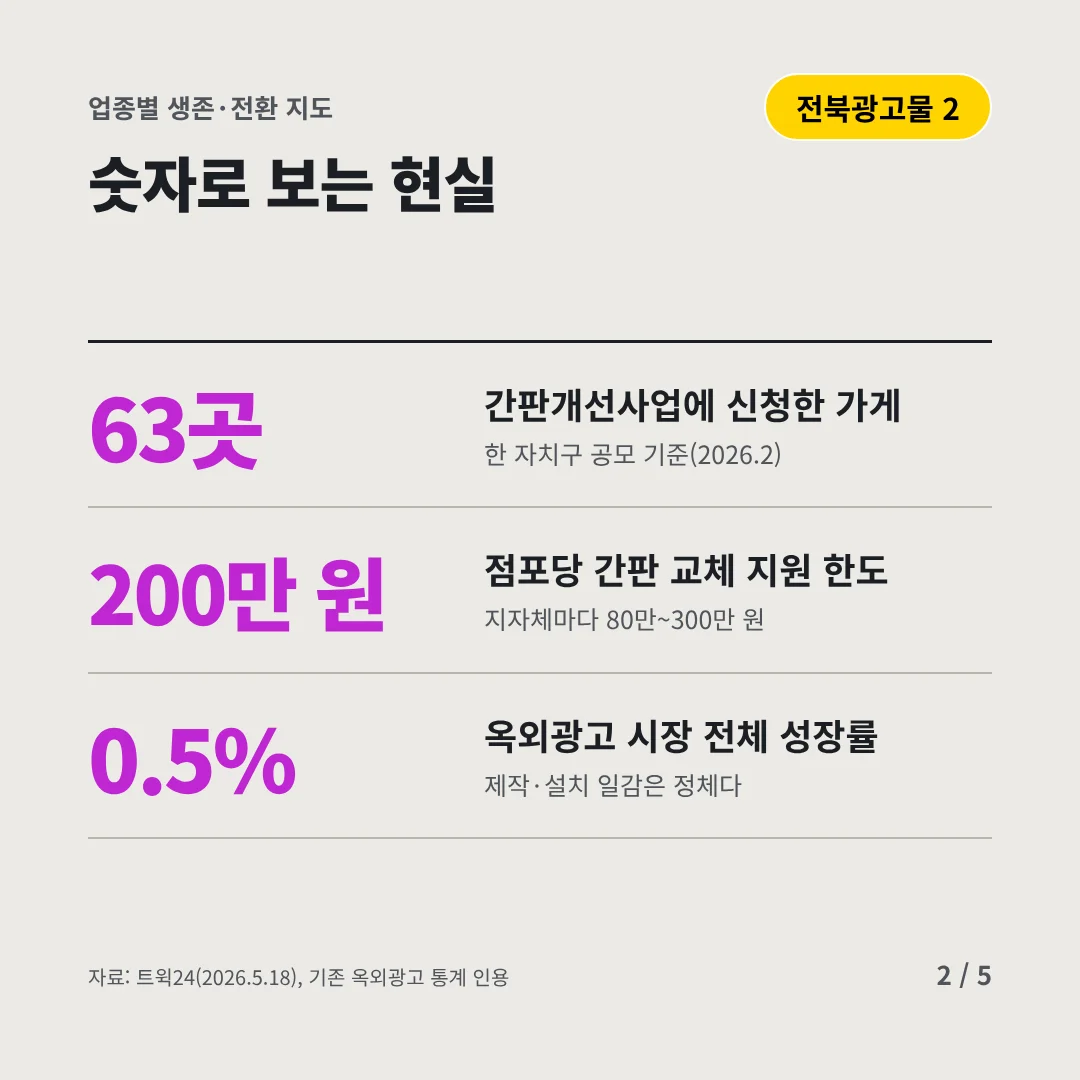 업종별 생존·전환 지도
전북광고물 2
숫자로 보는 현실
63곳
간판개선사업에 신청한 가게
한 자치구 공모 기준(2026.2)
200만 원
점포당 간판 교체 지원 한도
지자체마다 80만~300만 원
0.5%
옥외광고 시장 전체 성장률
제작·설치 일감은 정체다
자료: 트윅24(2026.5.18), 기존 옥외광고 통계 인용
2 / 5